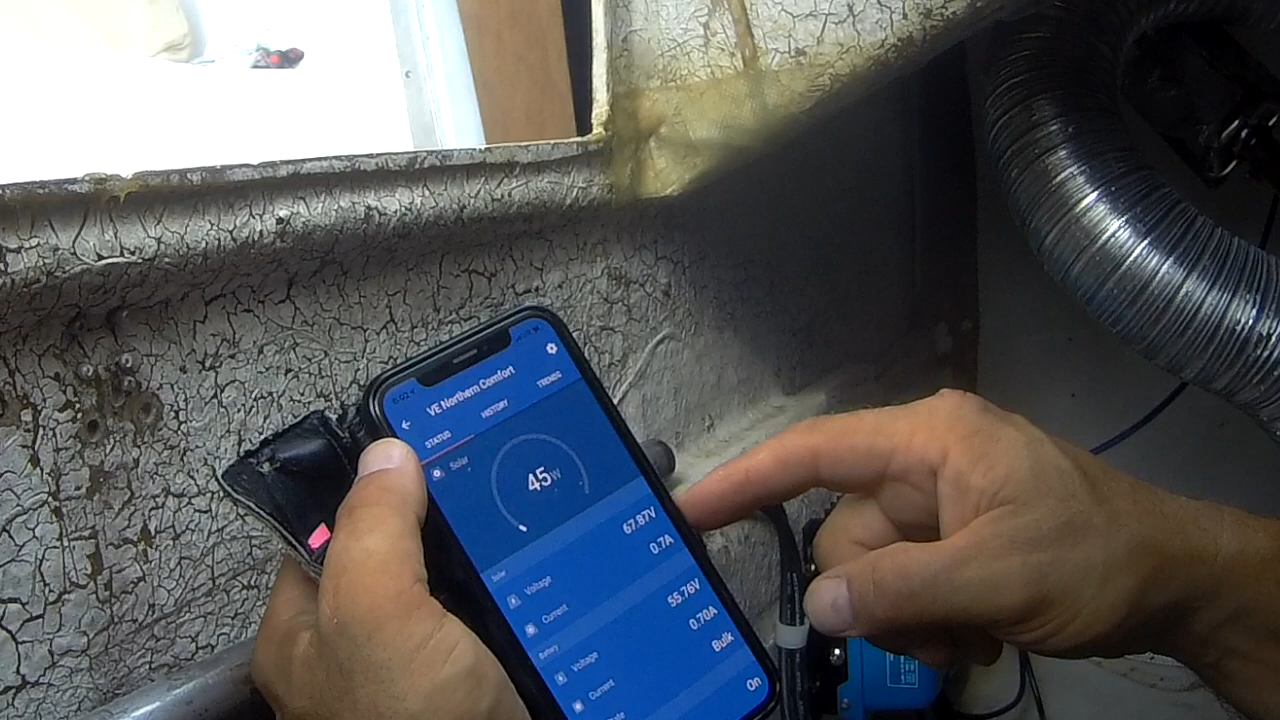 VE Northern Comfort
STATUS HISTORY TRENDS
Solar
45W
Solar
Voltage 67.87V
Current 0.7A
Battery
Voltage 55.76V
Current 0.70A
Bulk
On